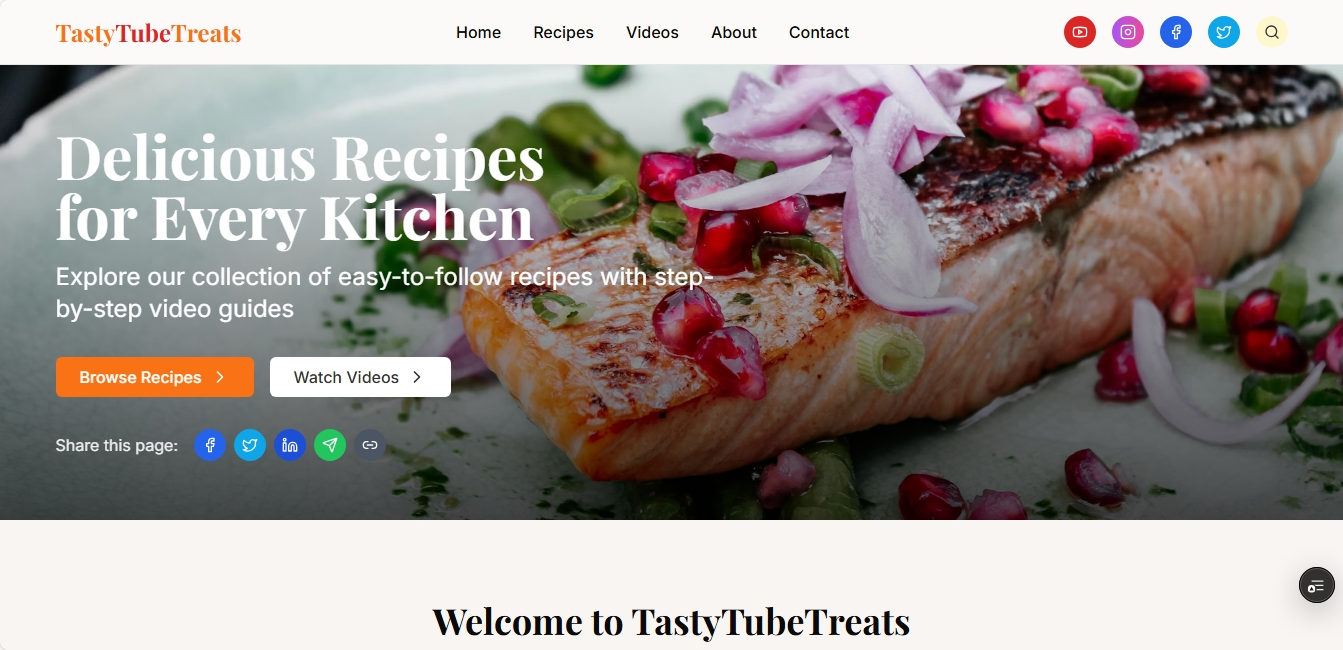 TastyTubeTreats
Home Recipes Videos About Contact
Delicious Recipes
for Every Kitchen
Explore our collection of easy-to-follow recipes with step-
by-step video guides
Browse Recipes
Watch Videos
Share this page:
Welcome to TastyTubeTreats